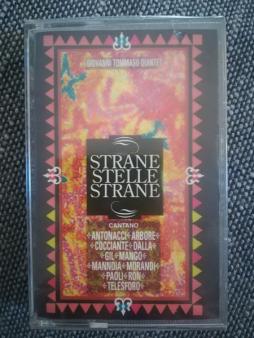 GIOVANNI TOMMASO QUINTET
STRANE
STELLE
STRANE
CANTANO
ANTONACCI ✧ ARBORE
✧ COCCIANTE ✧ DALLA ✧
✧ GIL ✧ MANGO ✧
MANNOIA ✧ MORANDI
✧ PAOLI ✧ RON ✧
TELESFORO